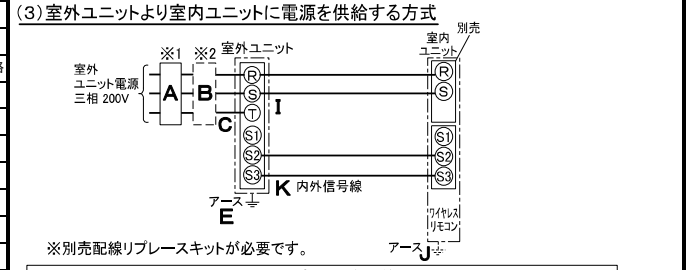 (3)室外ユニットより室内ユニットに電源を供給する方式
別売
※1 ※2 室外ユニット 室内
ユニット
室外
ユニット電源
三相 200V
A B
R R
S S
I
T
C
S1 S1
S2 S2
S3 S3
K 内外信号線
アース
E
ワイヤレス
リモコン
アース J
※別売配線リプレースキットが必要です。